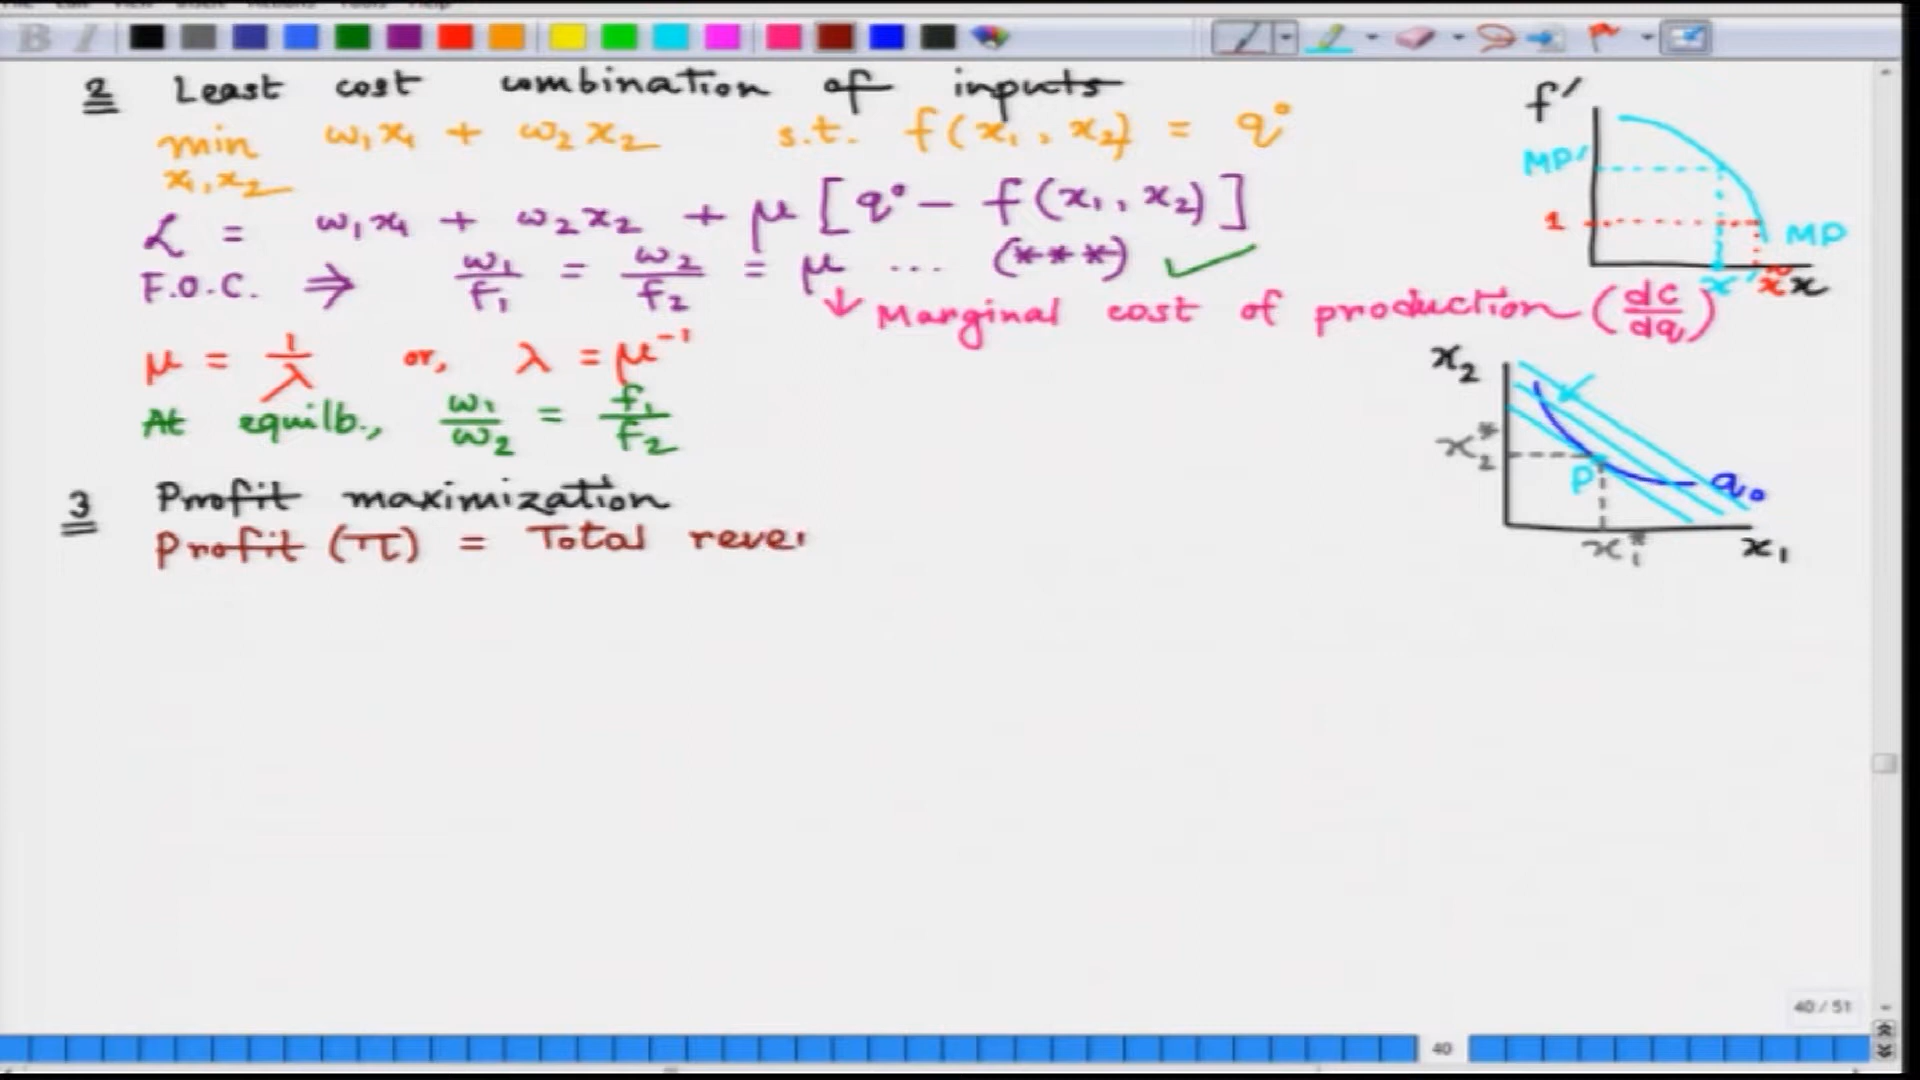 B I
2 Least cost combination of inputs
min w₁x₁ + w₂x₂ s.t. f(x₁, x₂) = q°
x₁, x₂
L = w₁x₁ + w₂x₂ + μ [q° − f(x₁, x₂)]
F.O.C. ⇒ w₁/f₁ = w₂/f₂ = μ ... (***) ✓
↓ Marginal cost of production (dc/dq)
μ = 1/λ or, λ = μ⁻¹
At equilb., w₁/w₂ = f₁/f₂
3 Profit maximization
Profit (π) = Total reve
f'
MP'
1
MP
x' x̃ x
x₂
x₂*
P
q₀
x₁* x₁
40 / 51
40